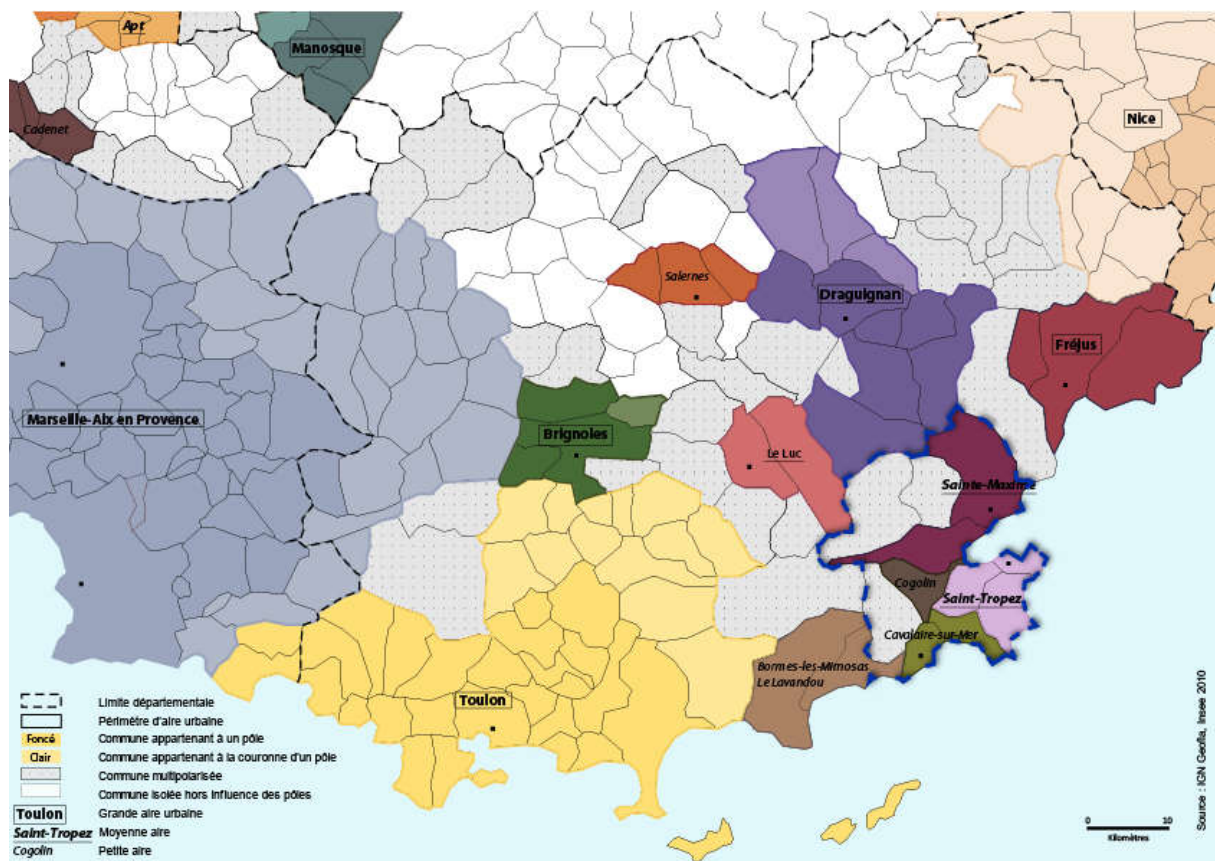 Apt
Manosque
Nice
Cadenet
Salernes
Draguignan
Fréjus
Marseille-Aix en Provence
Brignoles
Le Luc
Sainte-Maxime
Cogolin
Saint-Tropez
Cavalaire-sur-Mer
Bormes-les-Mimosas
Le Lavandou
Toulon
Limite départementale
Périmètre d'aire urbaine
Foncé Commune appartenant à un pôle
Clair Commune appartenant à la couronne d'un pôle
Commune multipolarisée
Commune isolée hors influence des pôles
Toulon Grande aire urbaine
Saint-Tropez Moyenne aire
Cogolin Petite aire
0 10
Kilomètres
Source : IGN Geofla, Insee 2010